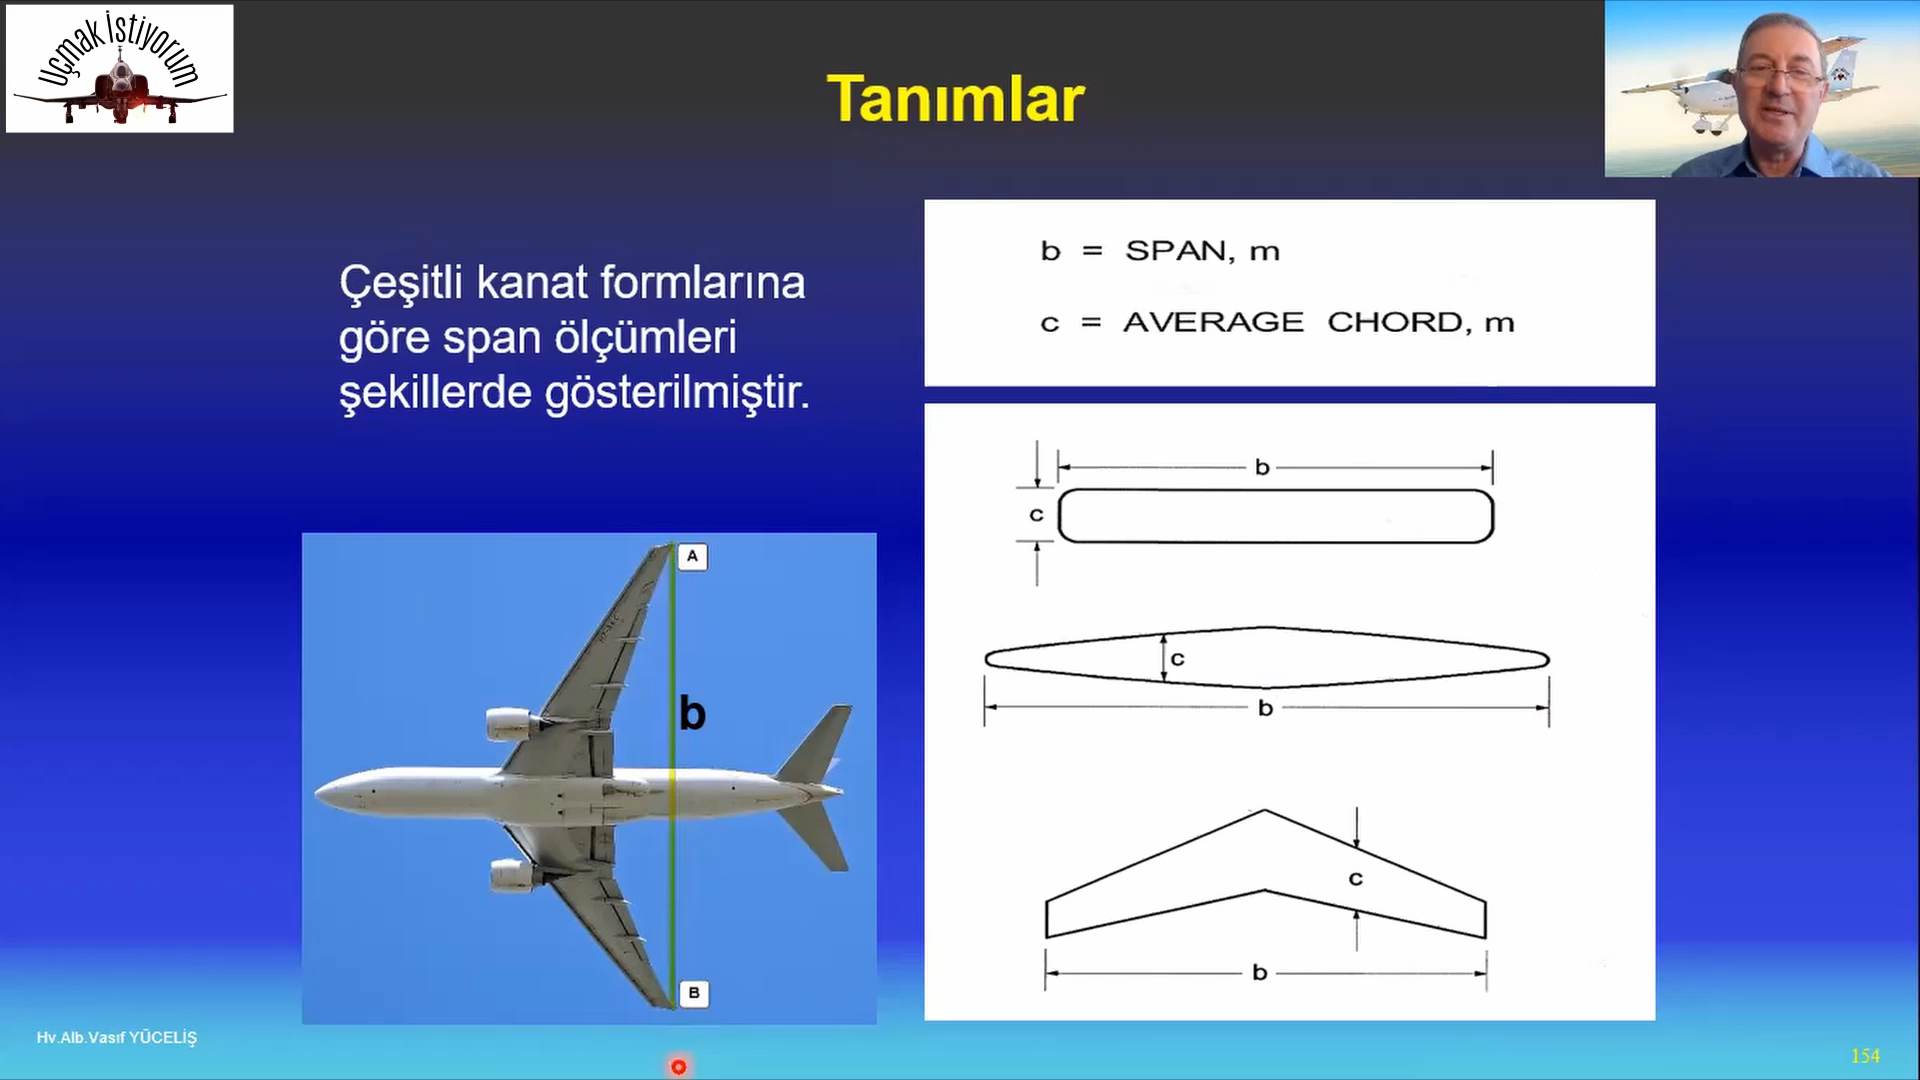 Uçmak İstiyorum
Tanımlar
Çeşitli kanat formlarına
göre span ölçümleri
şekillerde gösterilmiştir.
b = SPAN, m
c = AVERAGE CHORD, m
b
c
c
b
c
b
A
b
B
Hv.Alb.Vasıf YÜCELİŞ
154